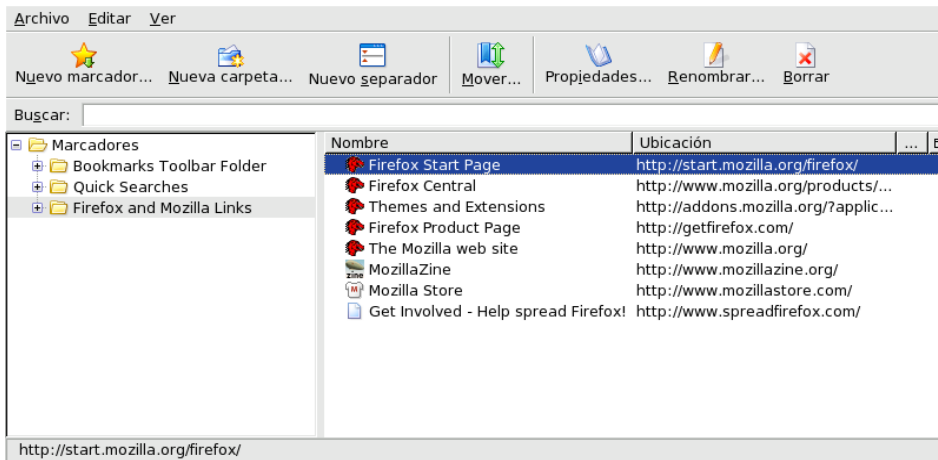 Archivo Editar Ver
Nuevo marcador... Nueva carpeta... Nuevo separador Mover... Propiedades... Renombrar... Borrar
Buscar:
Marcadores
Bookmarks Toolbar Folder
Quick Searches
Firefox and Mozilla Links
Nombre Ubicación ...
Firefox Start Page http://start.mozilla.org/firefox/
Firefox Central http://www.mozilla.org/products/...
Themes and Extensions http://addons.mozilla.org/?applic...
Firefox Product Page http://getfirefox.com/
The Mozilla web site http://www.mozilla.org/
MozillaZine http://www.mozillazine.org/
Mozilla Store http://www.mozillastore.com/
Get Involved - Help spread Firefox! http://www.spreadfirefox.com/
http://start.mozilla.org/firefox/